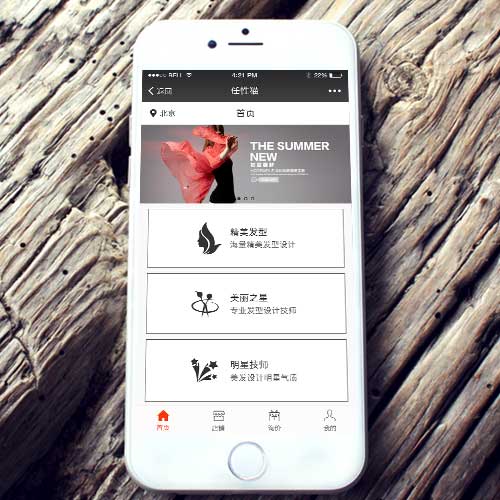 BELL 4:21 PM 22%
返回 任性猫
北京 首页
THE SUMMER
NEW
精美发型
海量精美发型设计
美丽之星
专业发型设计技师
明星技师
美发设计明星气质
首页 店铺 询价 我的